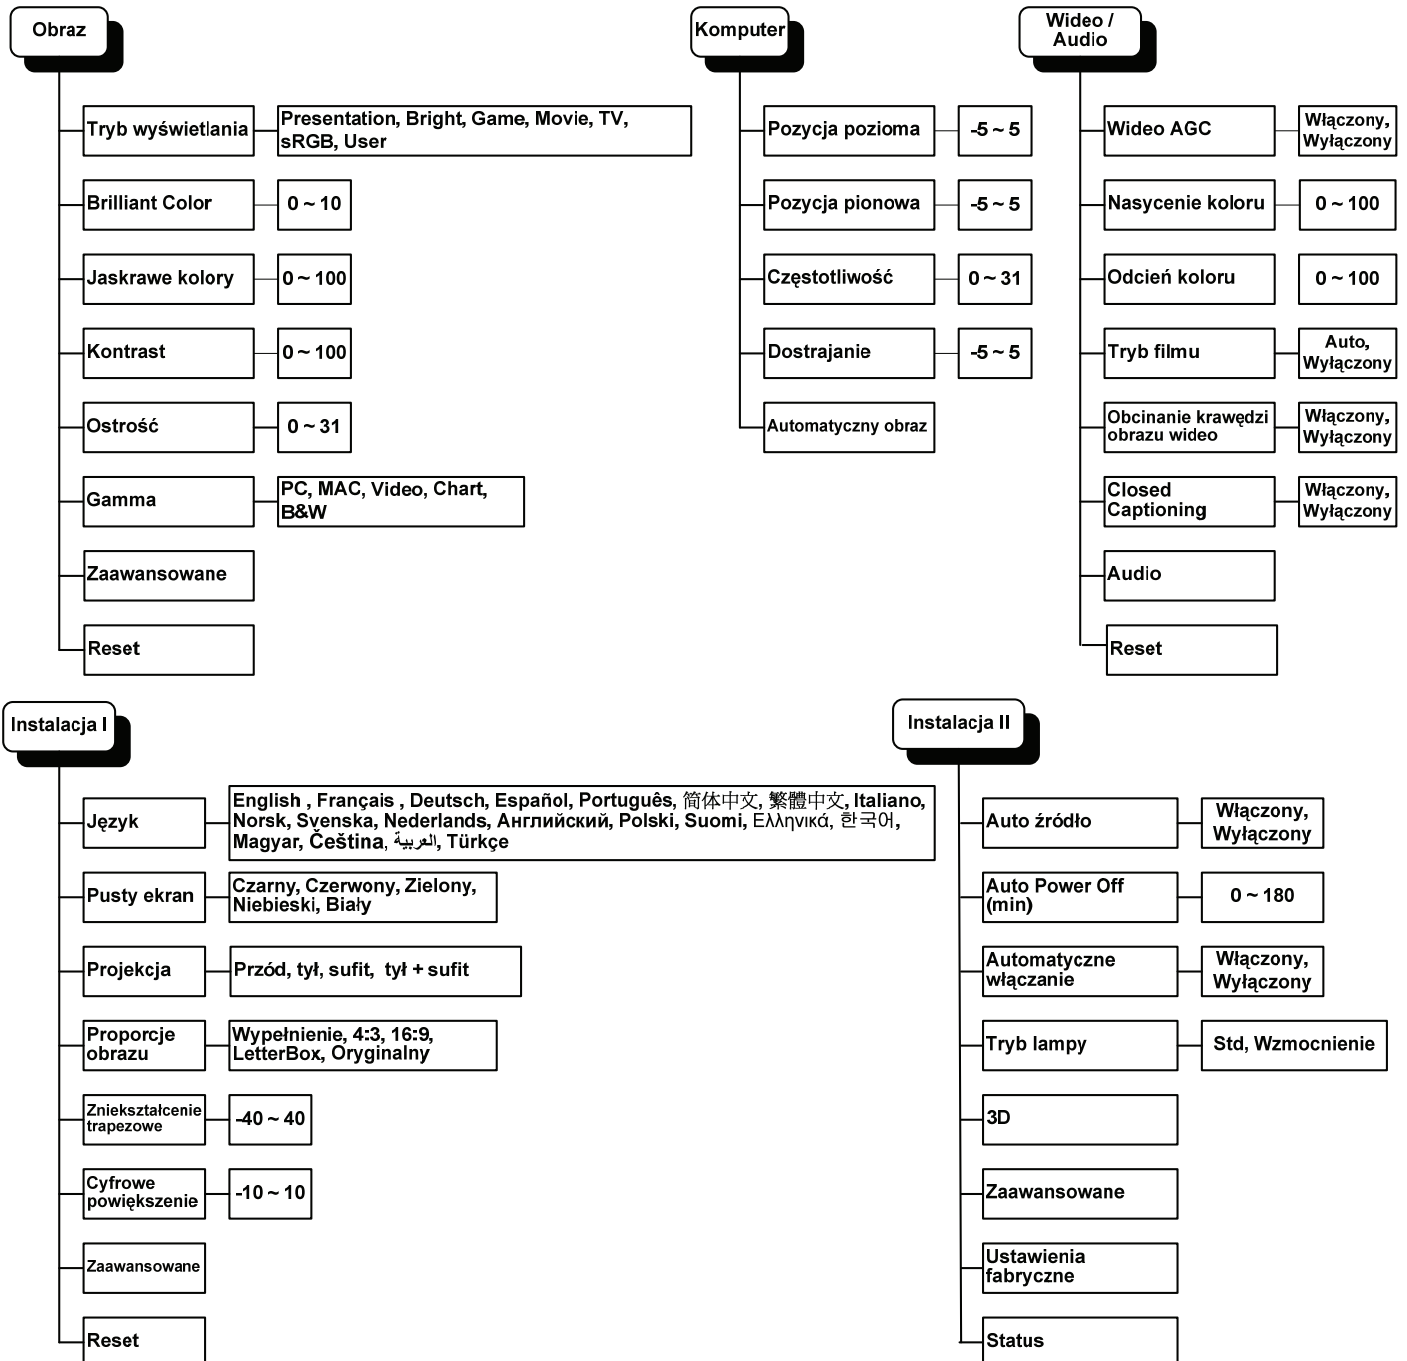 Obraz
Tryb wyświetlania
Presentation, Bright, Game, Movie, TV,
sRGB, User
Brilliant Color
0 ~ 10
Jaskrawe kolory
0 ~ 100
Kontrast
0 ~ 100
Ostrość
0 ~ 31
Gamma
PC, MAC, Video, Chart,
B&W
Zaawansowane
Reset
Komputer
Pozycja pozioma
-5 ~ 5
Pozycja pionowa
-5 ~ 5
Częstotliwość
0 ~ 31
Dostrajanie
-5 ~ 5
Automatyczny obraz
Wideo /
Audio
Wideo AGC
Włączony,
Wyłączony
Nasycenie koloru
0 ~ 100
Odcień koloru
0 ~ 100
Tryb filmu
Auto,
Wyłączony
Obcinanie krawędzi
obrazu wideo
Włączony,
Wyłączony
Closed
Captioning
Włączony,
Wyłączony
Audio
Reset
Instalacja I
Język
English , Français , Deutsch, Español, Português, 简体中文, 繁體中文, Italiano,
Norsk, Svenska, Nederlands, Английский, Polski, Suomi, Ελληνικά, 한국어,
Magyar, Čeština, العربية, Türkçe
Pusty ekran
Czarny, Czerwony, Zielony,
Niebieski, Biały
Projekcja
Przód, tył, sufit, tył + sufit
Proporcje
obrazu
Wypełnienie, 4:3, 16:9,
LetterBox, Oryginalny
Zniekształcenie
trapezowe
-40 ~ 40
Cyfrowe
powiększenie
-10 ~ 10
Zaawansowane
Reset
Instalacja II
Auto źródło
Włączony,
Wyłączony
Auto Power Off
(min)
0 ~ 180
Automatyczne
włączanie
Włączony,
Wyłączony
Tryb lampy
Std, Wzmocnienie
3D
Zaawansowane
Ustawienia
fabryczne
Status